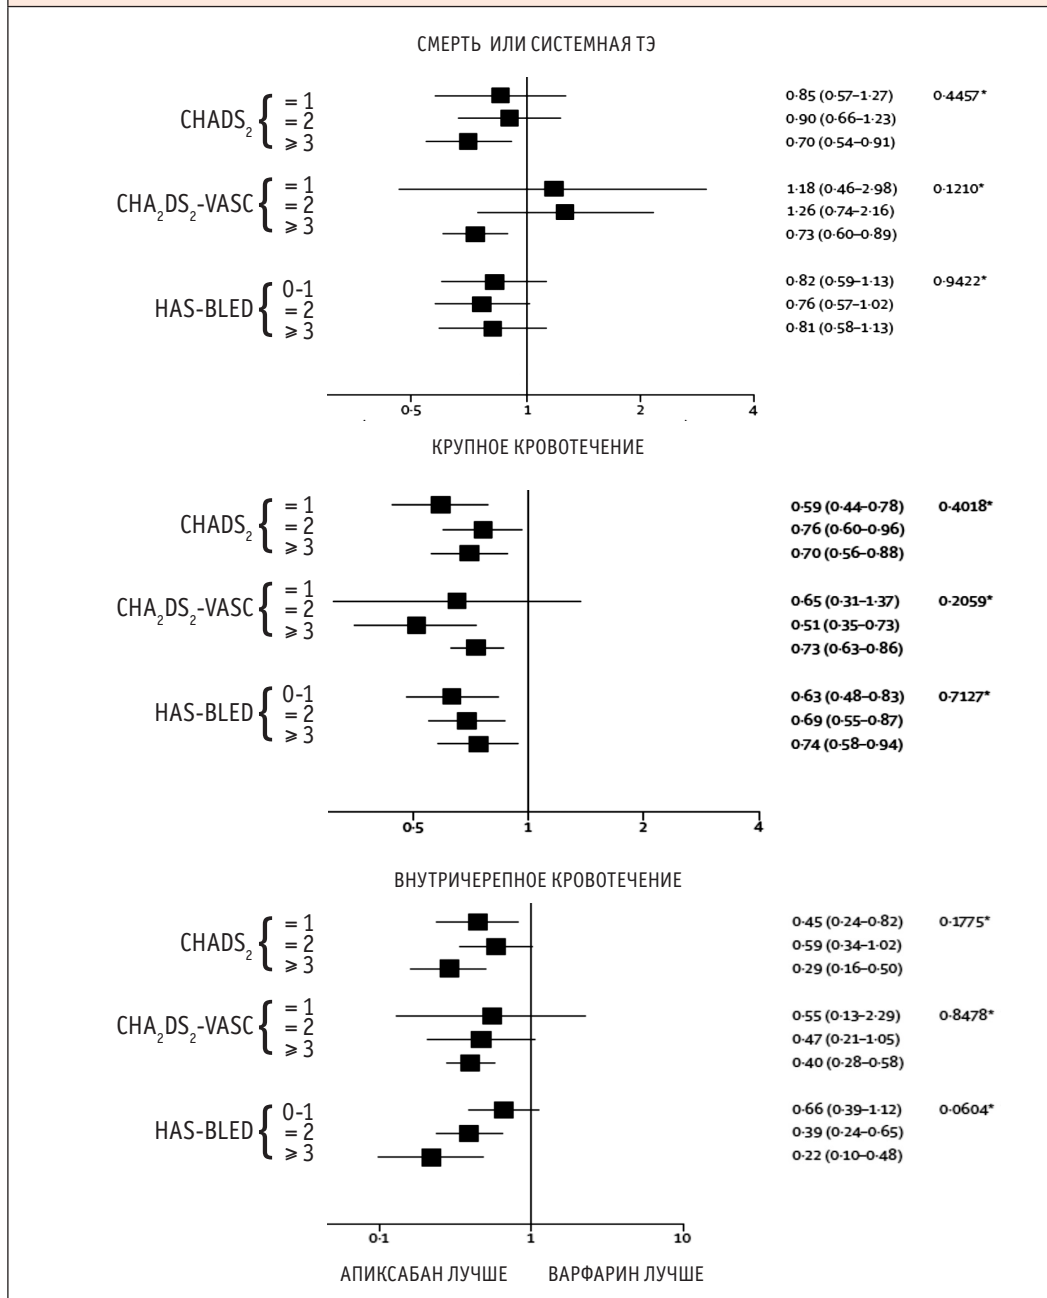 СМЕРТЬ ИЛИ СИСТЕМНАЯ ТЭ
CHADS₂ { = 1 0·85 (0·57–1·27) 0·4457*
= 2 0·90 (0·66–1·23)
⩾ 3 0·70 (0·54–0·91)
CHA₂DS₂-VASC { = 1 1·18 (0·46–2·98) 0·1210*
= 2 1·26 (0·74–2·16)
⩾ 3 0·73 (0·60–0·89)
HAS-BLED { 0-1 0·82 (0·59–1·13) 0·9422*
= 2 0·76 (0·57–1·02)
⩾ 3 0·81 (0·58–1·13)
0·5 1 2 4
КРУПНОЕ КРОВОТЕЧЕНИЕ
CHADS₂ { = 1 0·59 (0·44–0·78) 0·4018*
= 2 0·76 (0·60–0·96)
⩾ 3 0·70 (0·56–0·88)
CHA₂DS₂-VASC { = 1 0·65 (0·31–1·37) 0·2059*
= 2 0·51 (0·35–0·73)
⩾ 3 0·73 (0·63–0·86)
HAS-BLED { 0-1 0·63 (0·48–0·83) 0·7127*
= 2 0·69 (0·55–0·87)
⩾ 3 0·74 (0·58–0·94)
0·5 1 2 4
ВНУТРИЧЕРЕПНОЕ КРОВОТЕЧЕНИЕ
CHADS₂ { = 1 0·45 (0·24–0·82) 0·1775*
= 2 0·59 (0·34–1·02)
⩾ 3 0·29 (0·16–0·50)
CHA₂DS₂-VASC { = 1 0·55 (0·13–2·29) 0·8478*
= 2 0·47 (0·21–1·05)
⩾ 3 0·40 (0·28–0·58)
HAS-BLED { 0-1 0·66 (0·39–1·12) 0·0604*
= 2 0·39 (0·24–0·65)
⩾ 3 0·22 (0·10–0·48)
0·1 1 10
АПИКСАБАН ЛУЧШЕ ВАРФАРИН ЛУЧШЕ